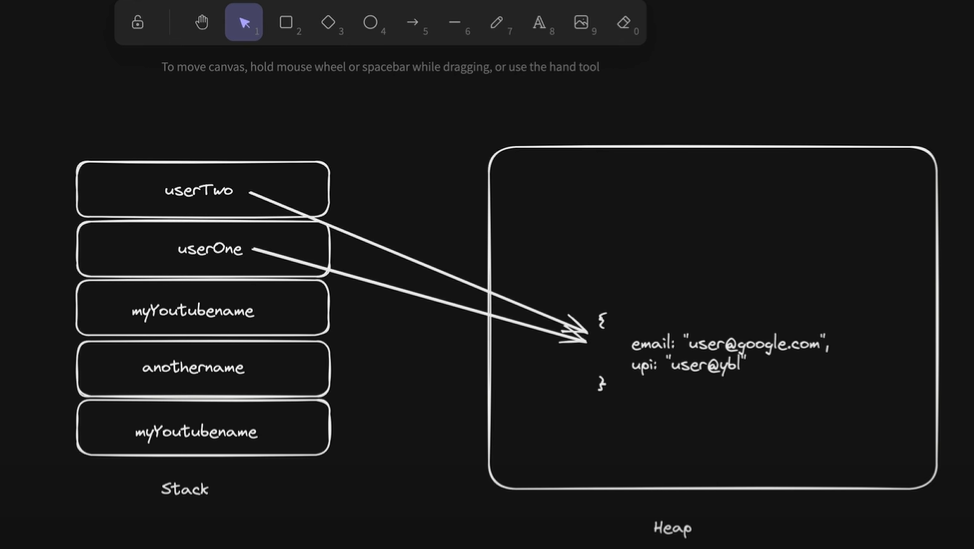 1
2
3
4
5
6
7
A
8
9
0
To move canvas, hold mouse wheel or spacebar while dragging, or use the hand tool
userTwo
userOne
myYoutubename
anothername
myYoutubename
Stack
{
email: "user@google.com",
upi: "user@ybl"
}
Heap